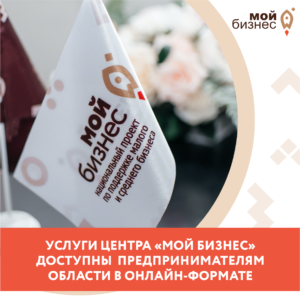 мой
бизнес
мой
бизнес
национальный проект
по поддержке малого
и среднего бизнеса
УСЛУГИ ЦЕНТРА «МОЙ БИЗНЕС»
ДОСТУПНЫ ПРЕДПРИНИМАТЕЛЯМ
ОБЛАСТИ В ОНЛАЙН-ФОРМАТЕ